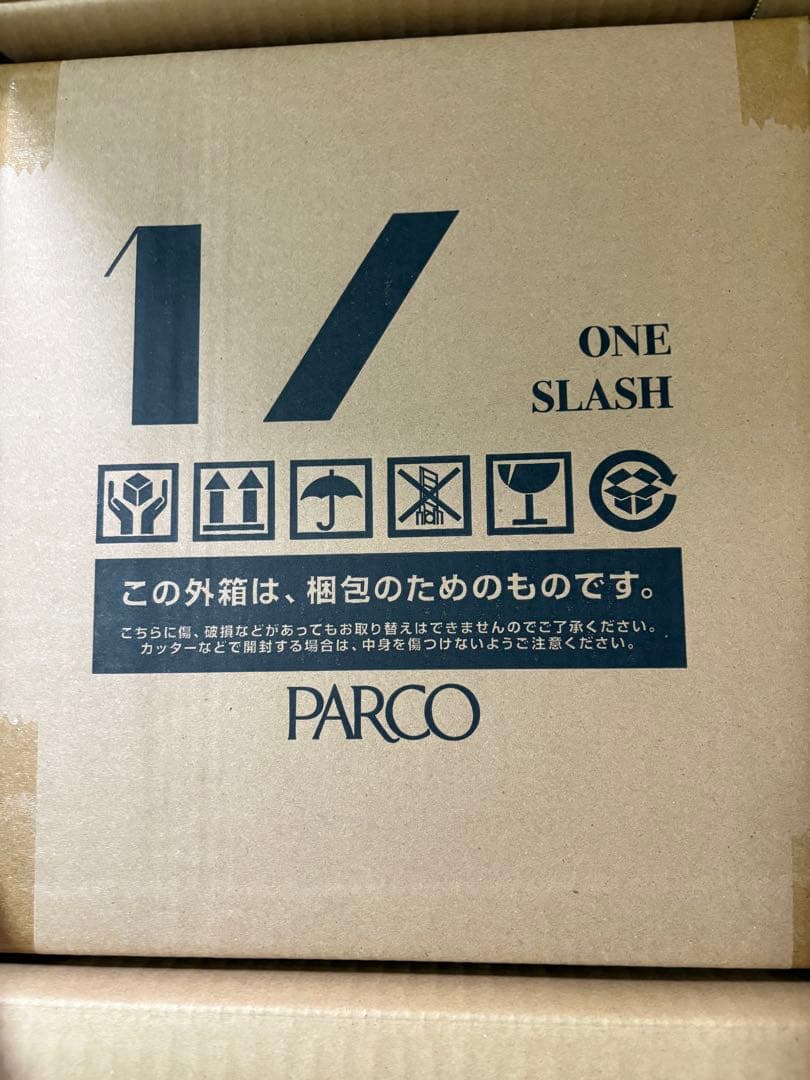 1/
ONE
SLASH
この外箱は、梱包のためのものです。
こちらに傷、破損などがあってもお取り替えはできませんのでご了承ください。
カッターなどで開封する場合は、中身を傷つけないようご注意ください。
PARCO